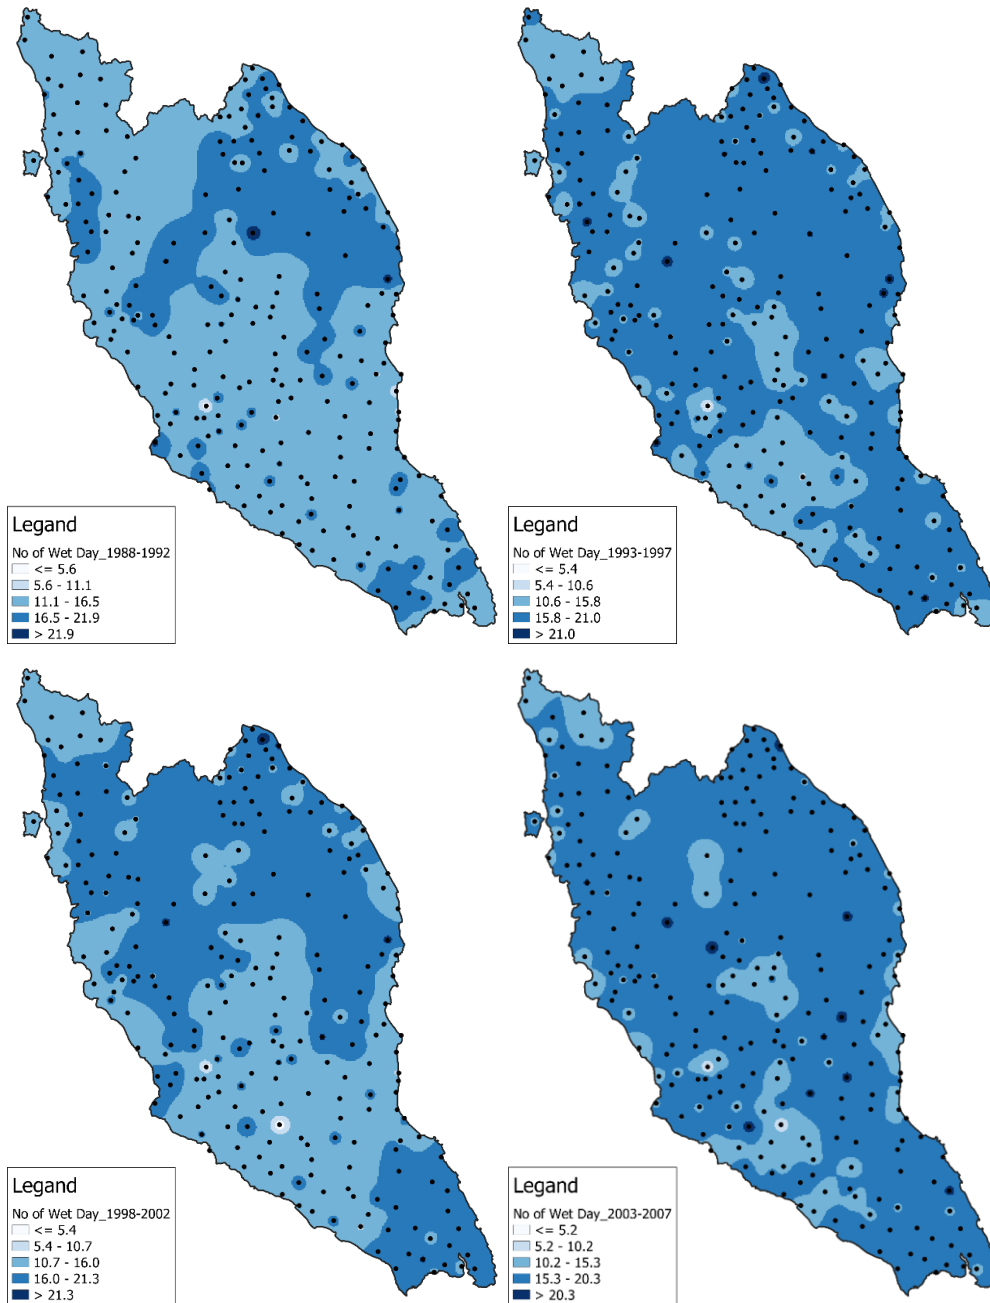 Legand
No of Wet Day_1988-1992
<= 5.6
5.6 - 11.1
11.1 - 16.5
16.5 - 21.9
> 21.9
Legand
No of Wet Day_1993-1997
<= 5.4
5.4 - 10.6
10.6 - 15.8
15.8 - 21.0
> 21.0
Legand
No of Wet Day_1998-2002
<= 5.4
5.4 - 10.7
10.7 - 16.0
16.0 - 21.3
> 21.3
Legand
No of Wet Day_2003-2007
<= 5.2
5.2 - 10.2
10.2 - 15.3
15.3 - 20.3
> 20.3